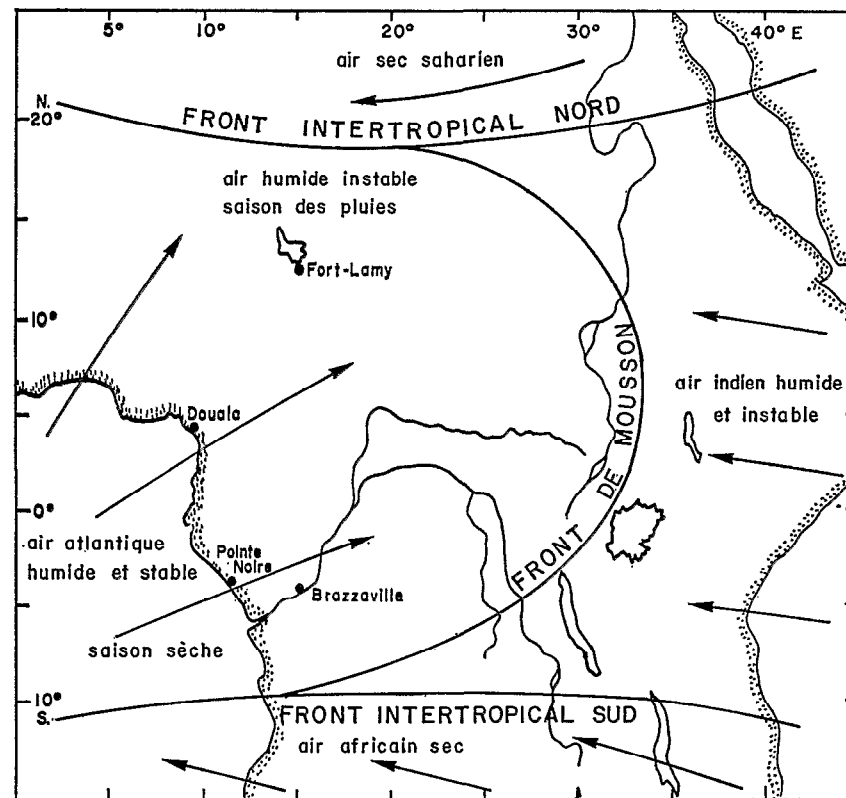 5° 10° 20° 30° 40° E
air sec saharien
N.
FRONT INTERTROPICAL NORD
20°
air humide instable
saison des pluies
Fort-Lamy
10°
FRONT DE MOUSSON
air indien humide
et instable
Douala
0°
air atlantique
humide et stable
Pointe
Noire
Brazzaville
saison sèche
10°
S.
FRONT INTERTROPICAL SUD
air africain sec